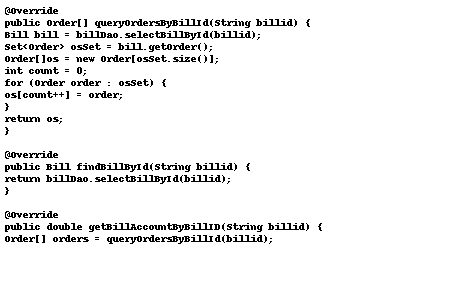 @Override
public Order[] queryOrdersByBillId(String billid) {
Bill bill = billDao.selectBillById(billid);
Set<Order> osSet = bill.getOrder();
Order[]os = new Order[osSet.size()];
int count = 0;
for (Order order : osSet) {
os[count++] = order;
}
return os;
}

@Override
public Bill findBillById(String billid) {
return billDao.selectBillById(billid);
}

@Override
public double getBillAccountByBillID(String billid) {
Order[] orders = queryOrdersByBillId(billid);